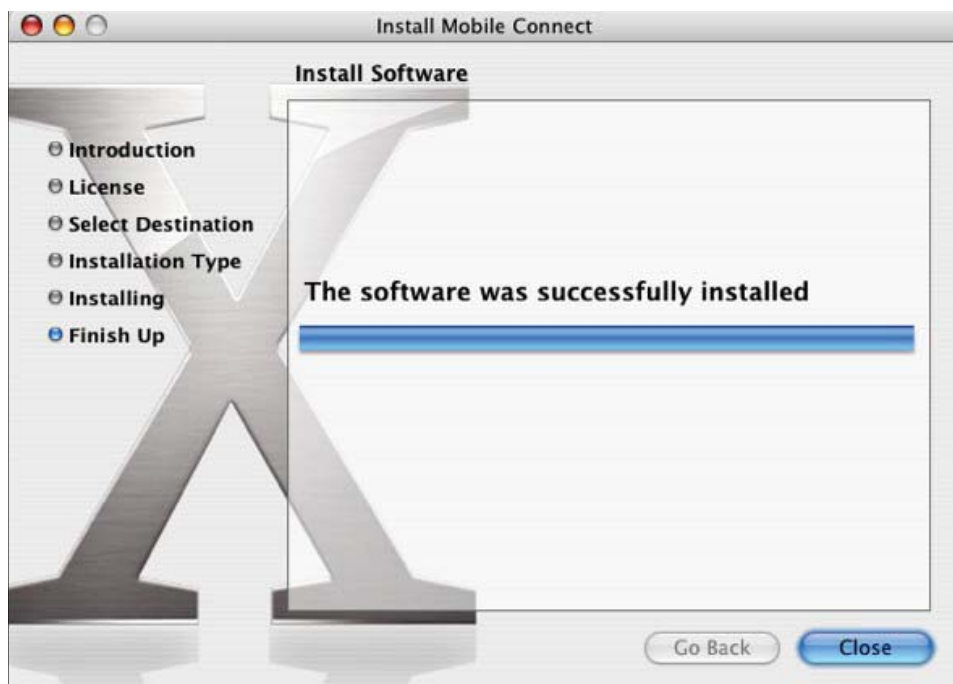 Install Mobile Connect
Install Software
Introduction
License
Select Destination
Installation Type
Installing
Finish Up
The software was successfully installed
Go Back
Close